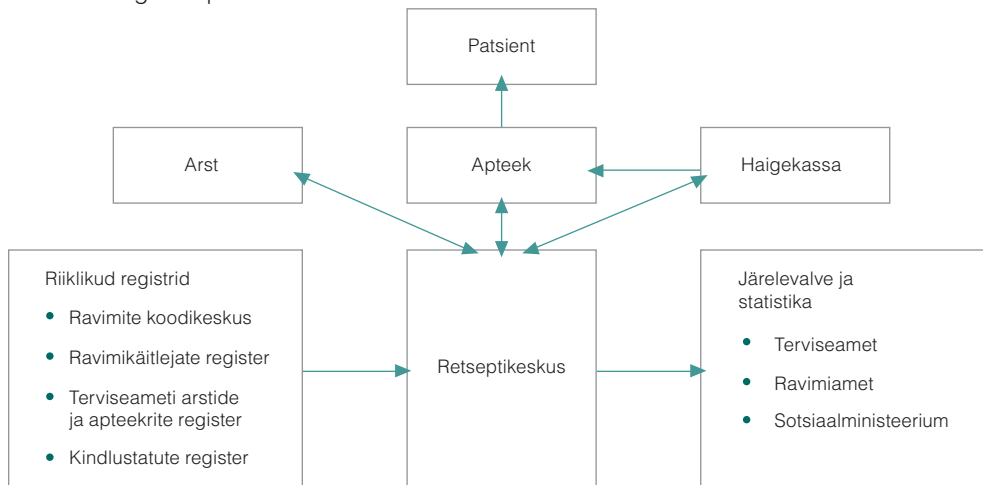 Patsient
Arst
Apteek
Haigekassa
Riiklikud registrid
• Ravimite koodikeskus
• Ravimikäitlejate register
• Terviseameti arstide
ja apteekrite register
• Kindlustatute register
Retseptikeskus
Järelevalve ja
statistika
• Terviseamet
• Ravimiamet
• Sotsiaalministeerium